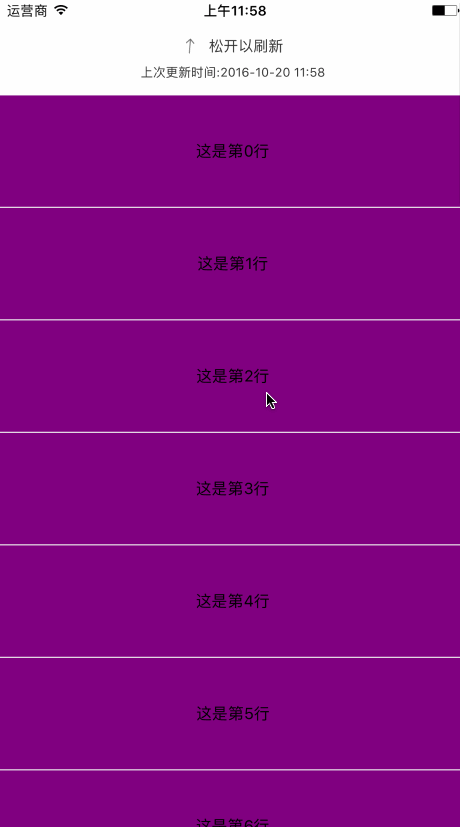 运营商 上午11:58
↑ 松开以刷新
上次更新时间:2016-10-20 11:58
这是第0行
这是第1行
这是第2行
这是第3行
这是第4行
这是第5行
这是第6行